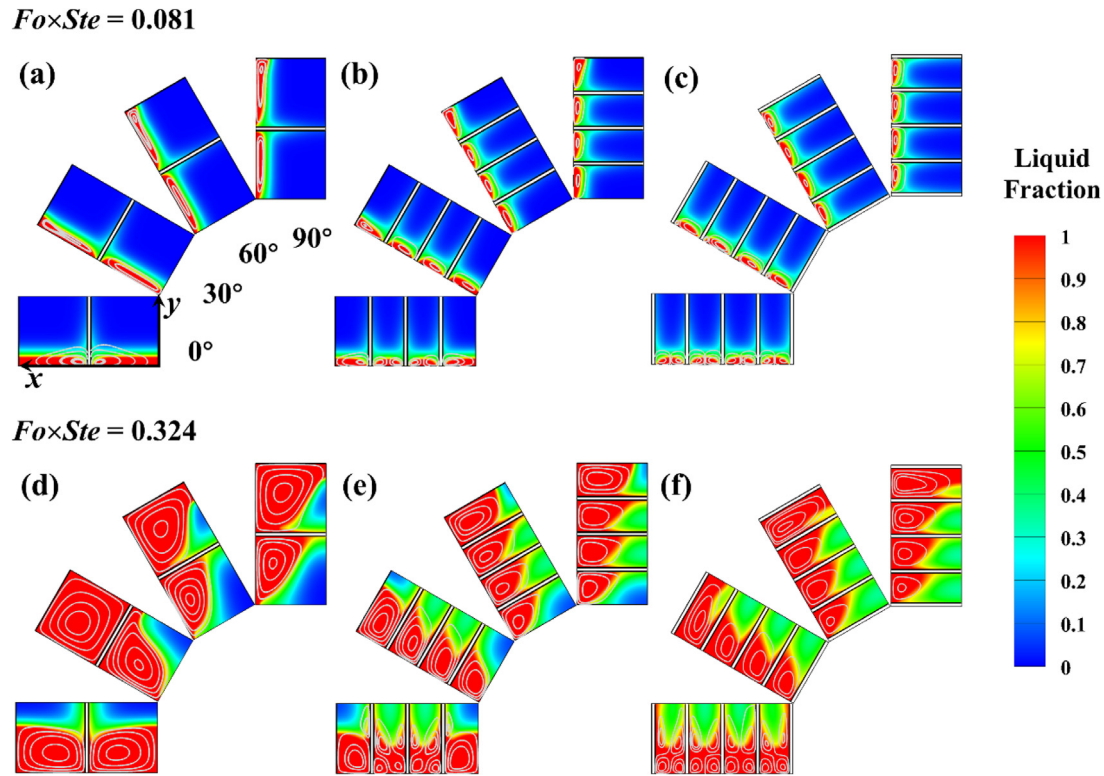 Fo×Ste = 0.081
(a)
(b)
(c)
60° 90°
30°
y
0°
x
Liquid
Fraction
1
0.9
0.8
0.7
0.6
0.5
0.4
0.3
0.2
0.1
0
Fo×Ste = 0.324
(d)
(e)
(f)